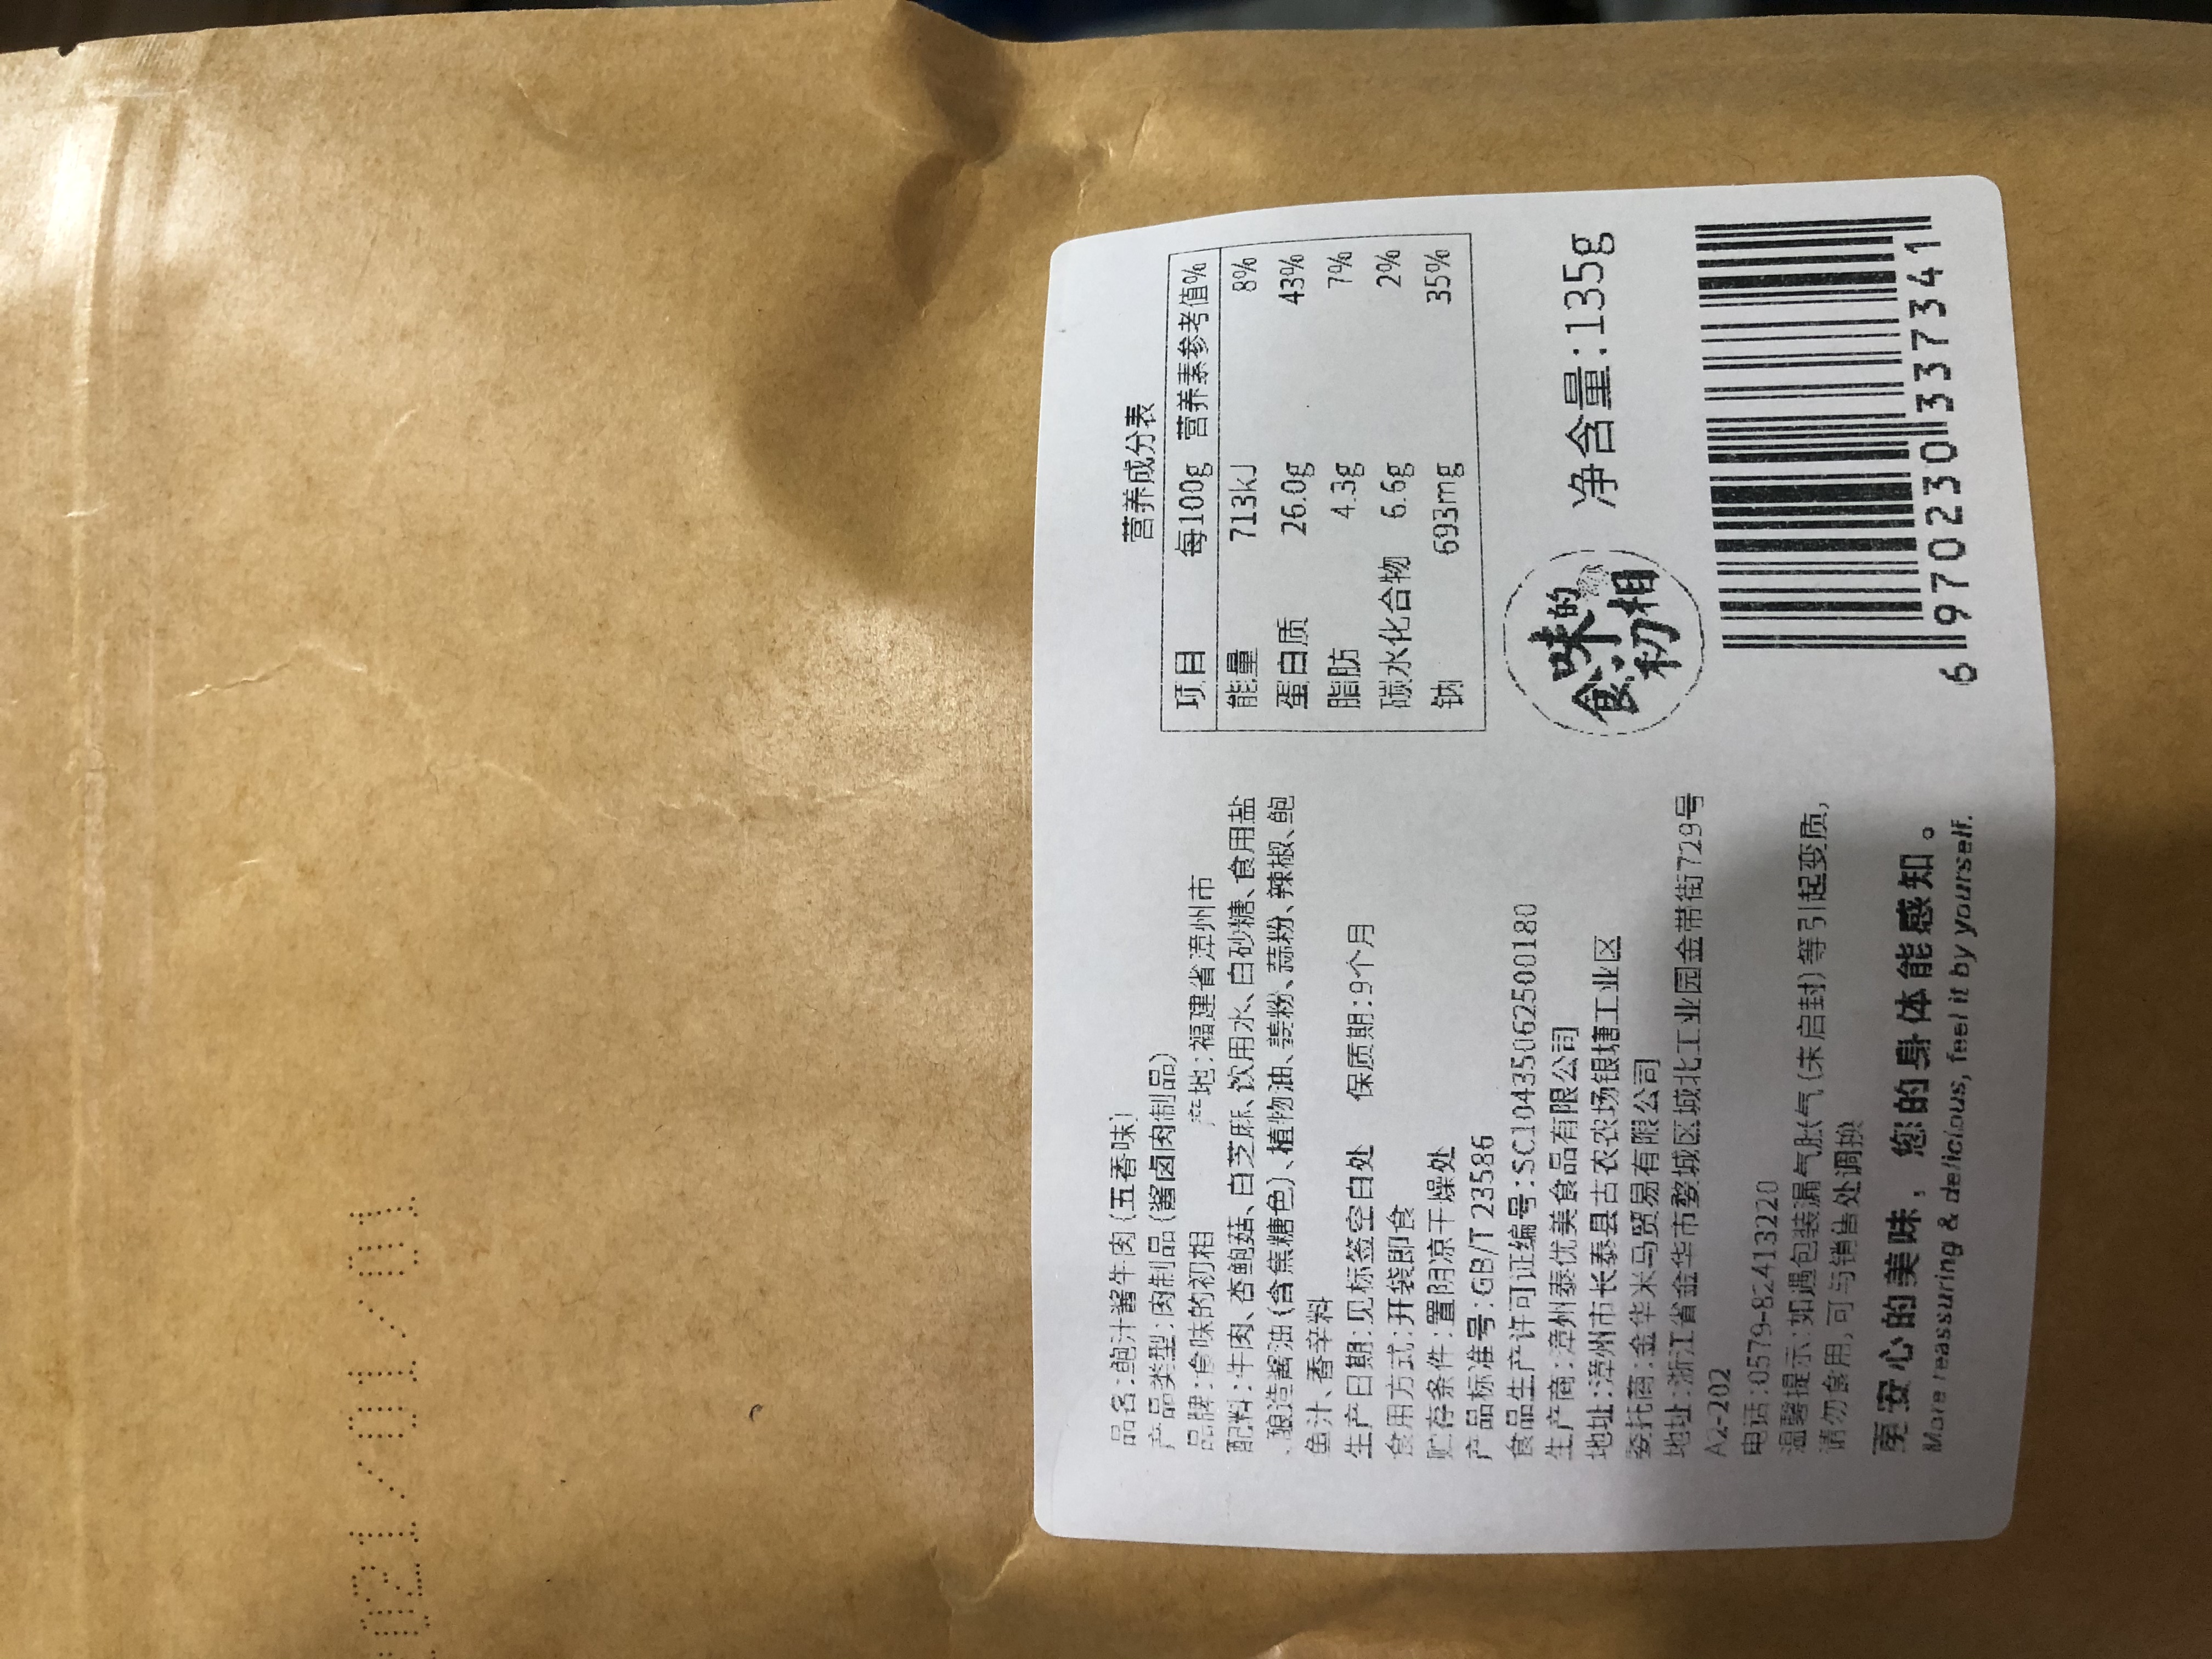 021/01/01
品名:鲍汁酱牛肉(五香味)
产品类型:肉制品(酱卤肉制品)
品牌:食味的初相 产地:福建省漳州市
配料:牛肉、杏鲍菇、白芝麻、饮用水、白砂糖、食用盐
、酿造酱油(含焦糖色)、植物油、姜粉、蒜粉、辣椒、鲍
鱼汁、香辛料
生产日期:见标签空白处 保质期:9个月
食用方式:开袋即食
贮存条件:置阴凉干燥处
产品标准号:GB/T 23586
食品生产许可证编号:SC10435062500180
生产商:漳州泰优美食品有限公司
地址:漳州市长泰县古农农场银塘工业区
委托商:金华米马贸易有限公司
地址:浙江省金华市婺城区城北工业园金带街729号
A2-202
电话:0579-82413220
温馨提示:如遇包装漏气胀气(未启封)等引起变质,
请勿食用,可与销售处调换
更安心的美味,您的身体能感知。
More reassuring & delicious, feel it by yourself.
营养成分表
项目 每100g 营养素参考值%
能量 713kJ 8%
蛋白质 26.0g 43%
脂肪 4.3g 7%
碳水化合物 6.6g 2%
钠 693mg 35%
食味的
初相
净含量:135g
6970230337341